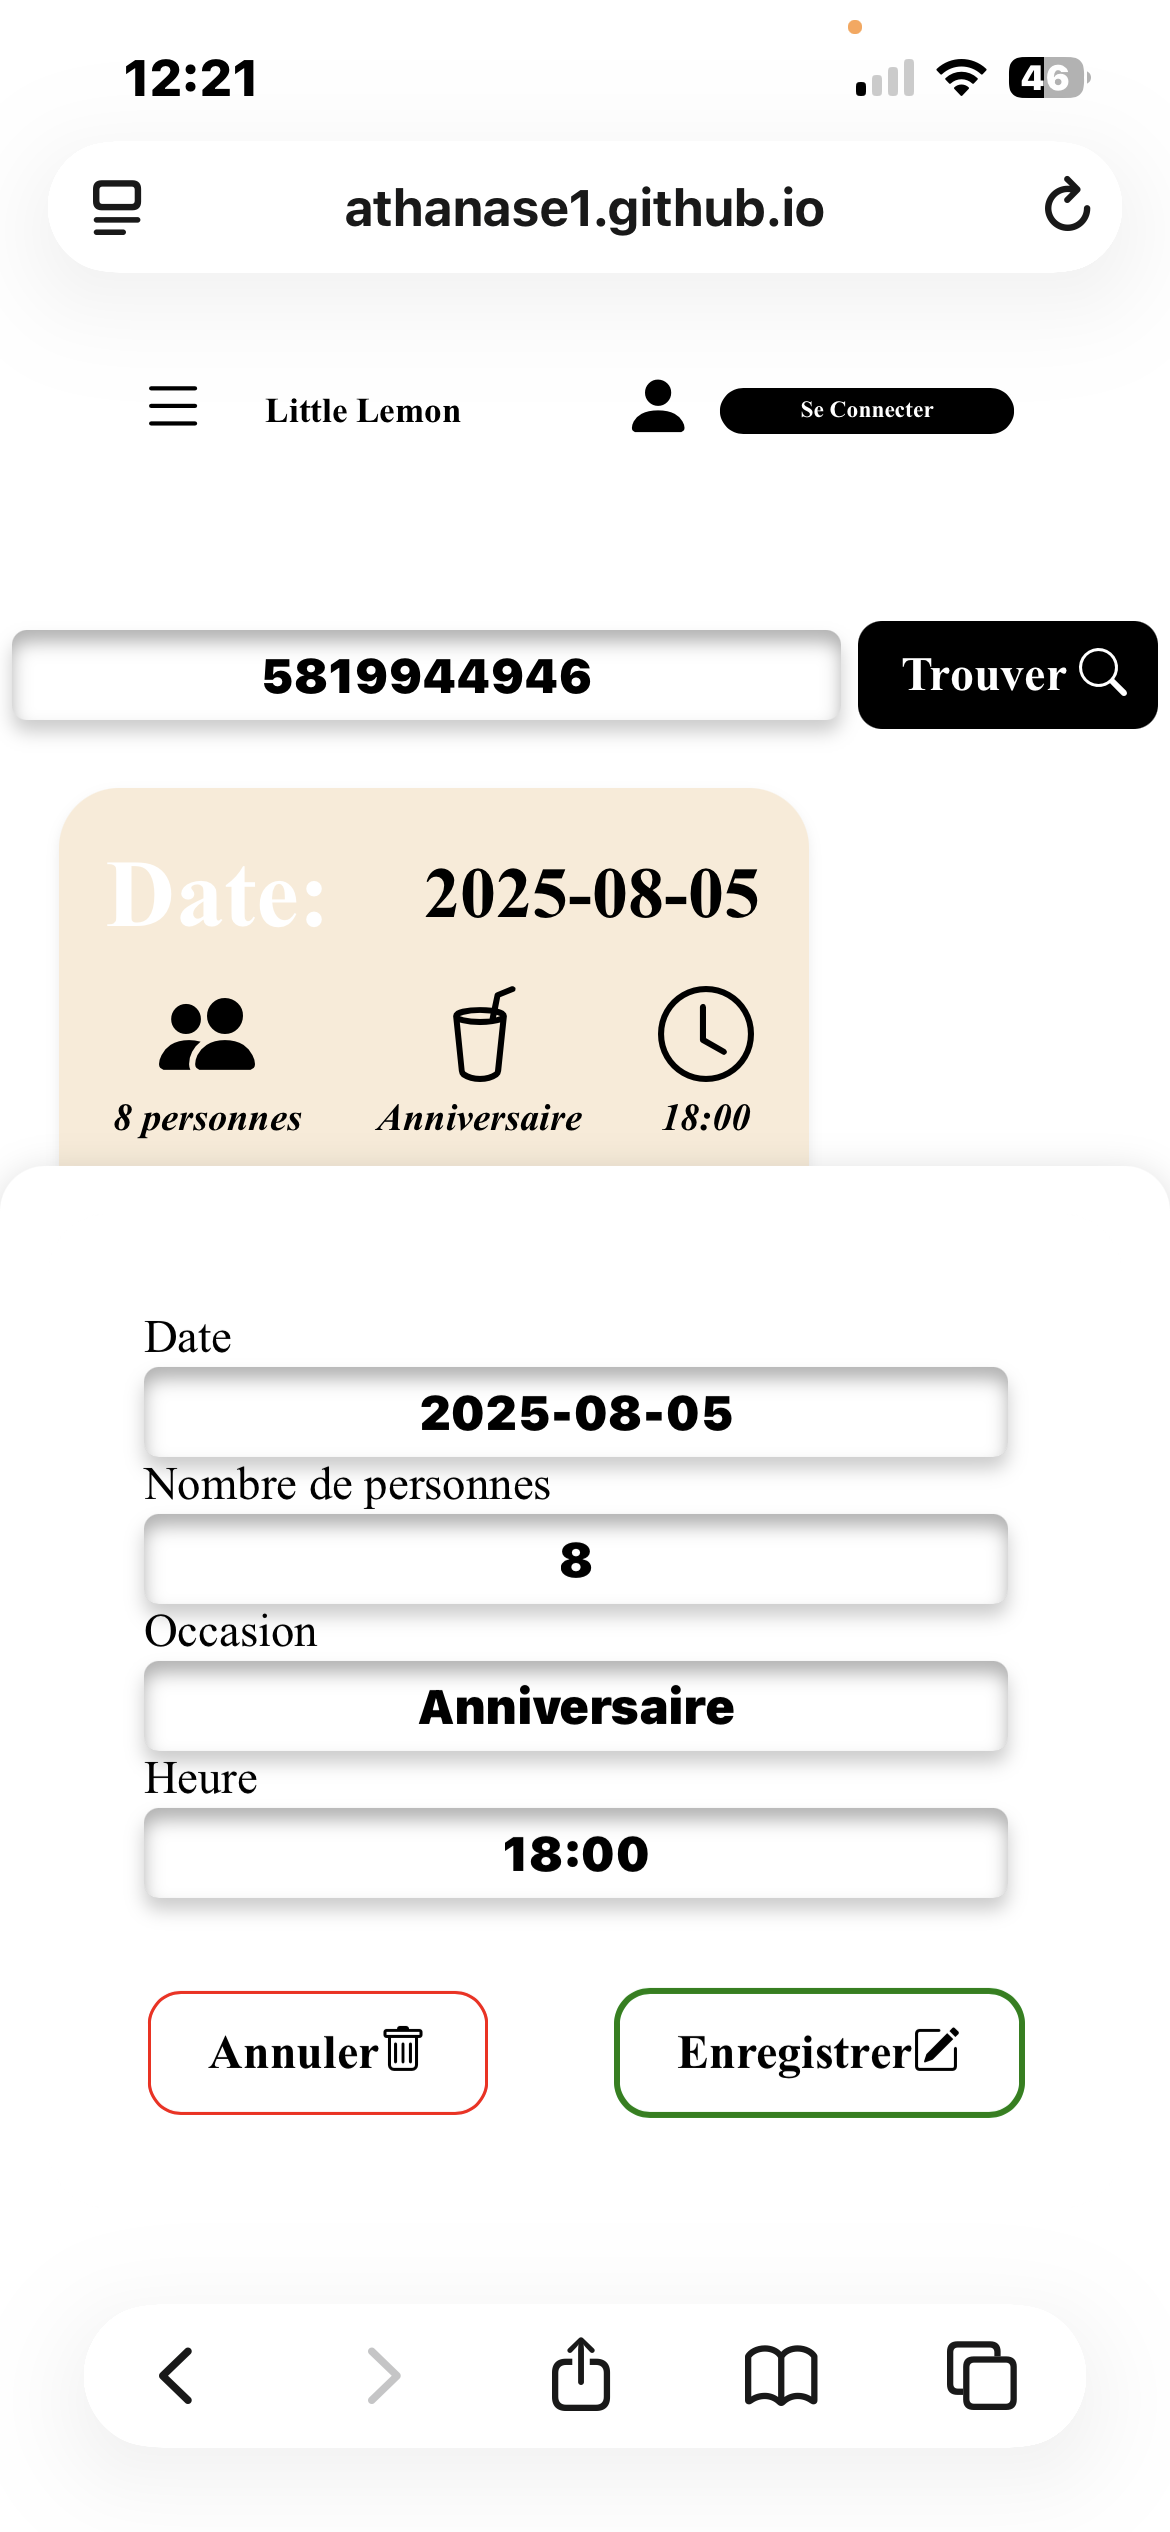 12:21
46
athanase1.github.io
Little Lemon
Se Connecter
5819944946
Trouver
Date: 2025-08-05
8 personnes Anniversaire 18:00
Date
2025-08-05
Nombre de personnes
8
Occasion
Anniversaire
Heure
18:00
Annuler Enregistrer